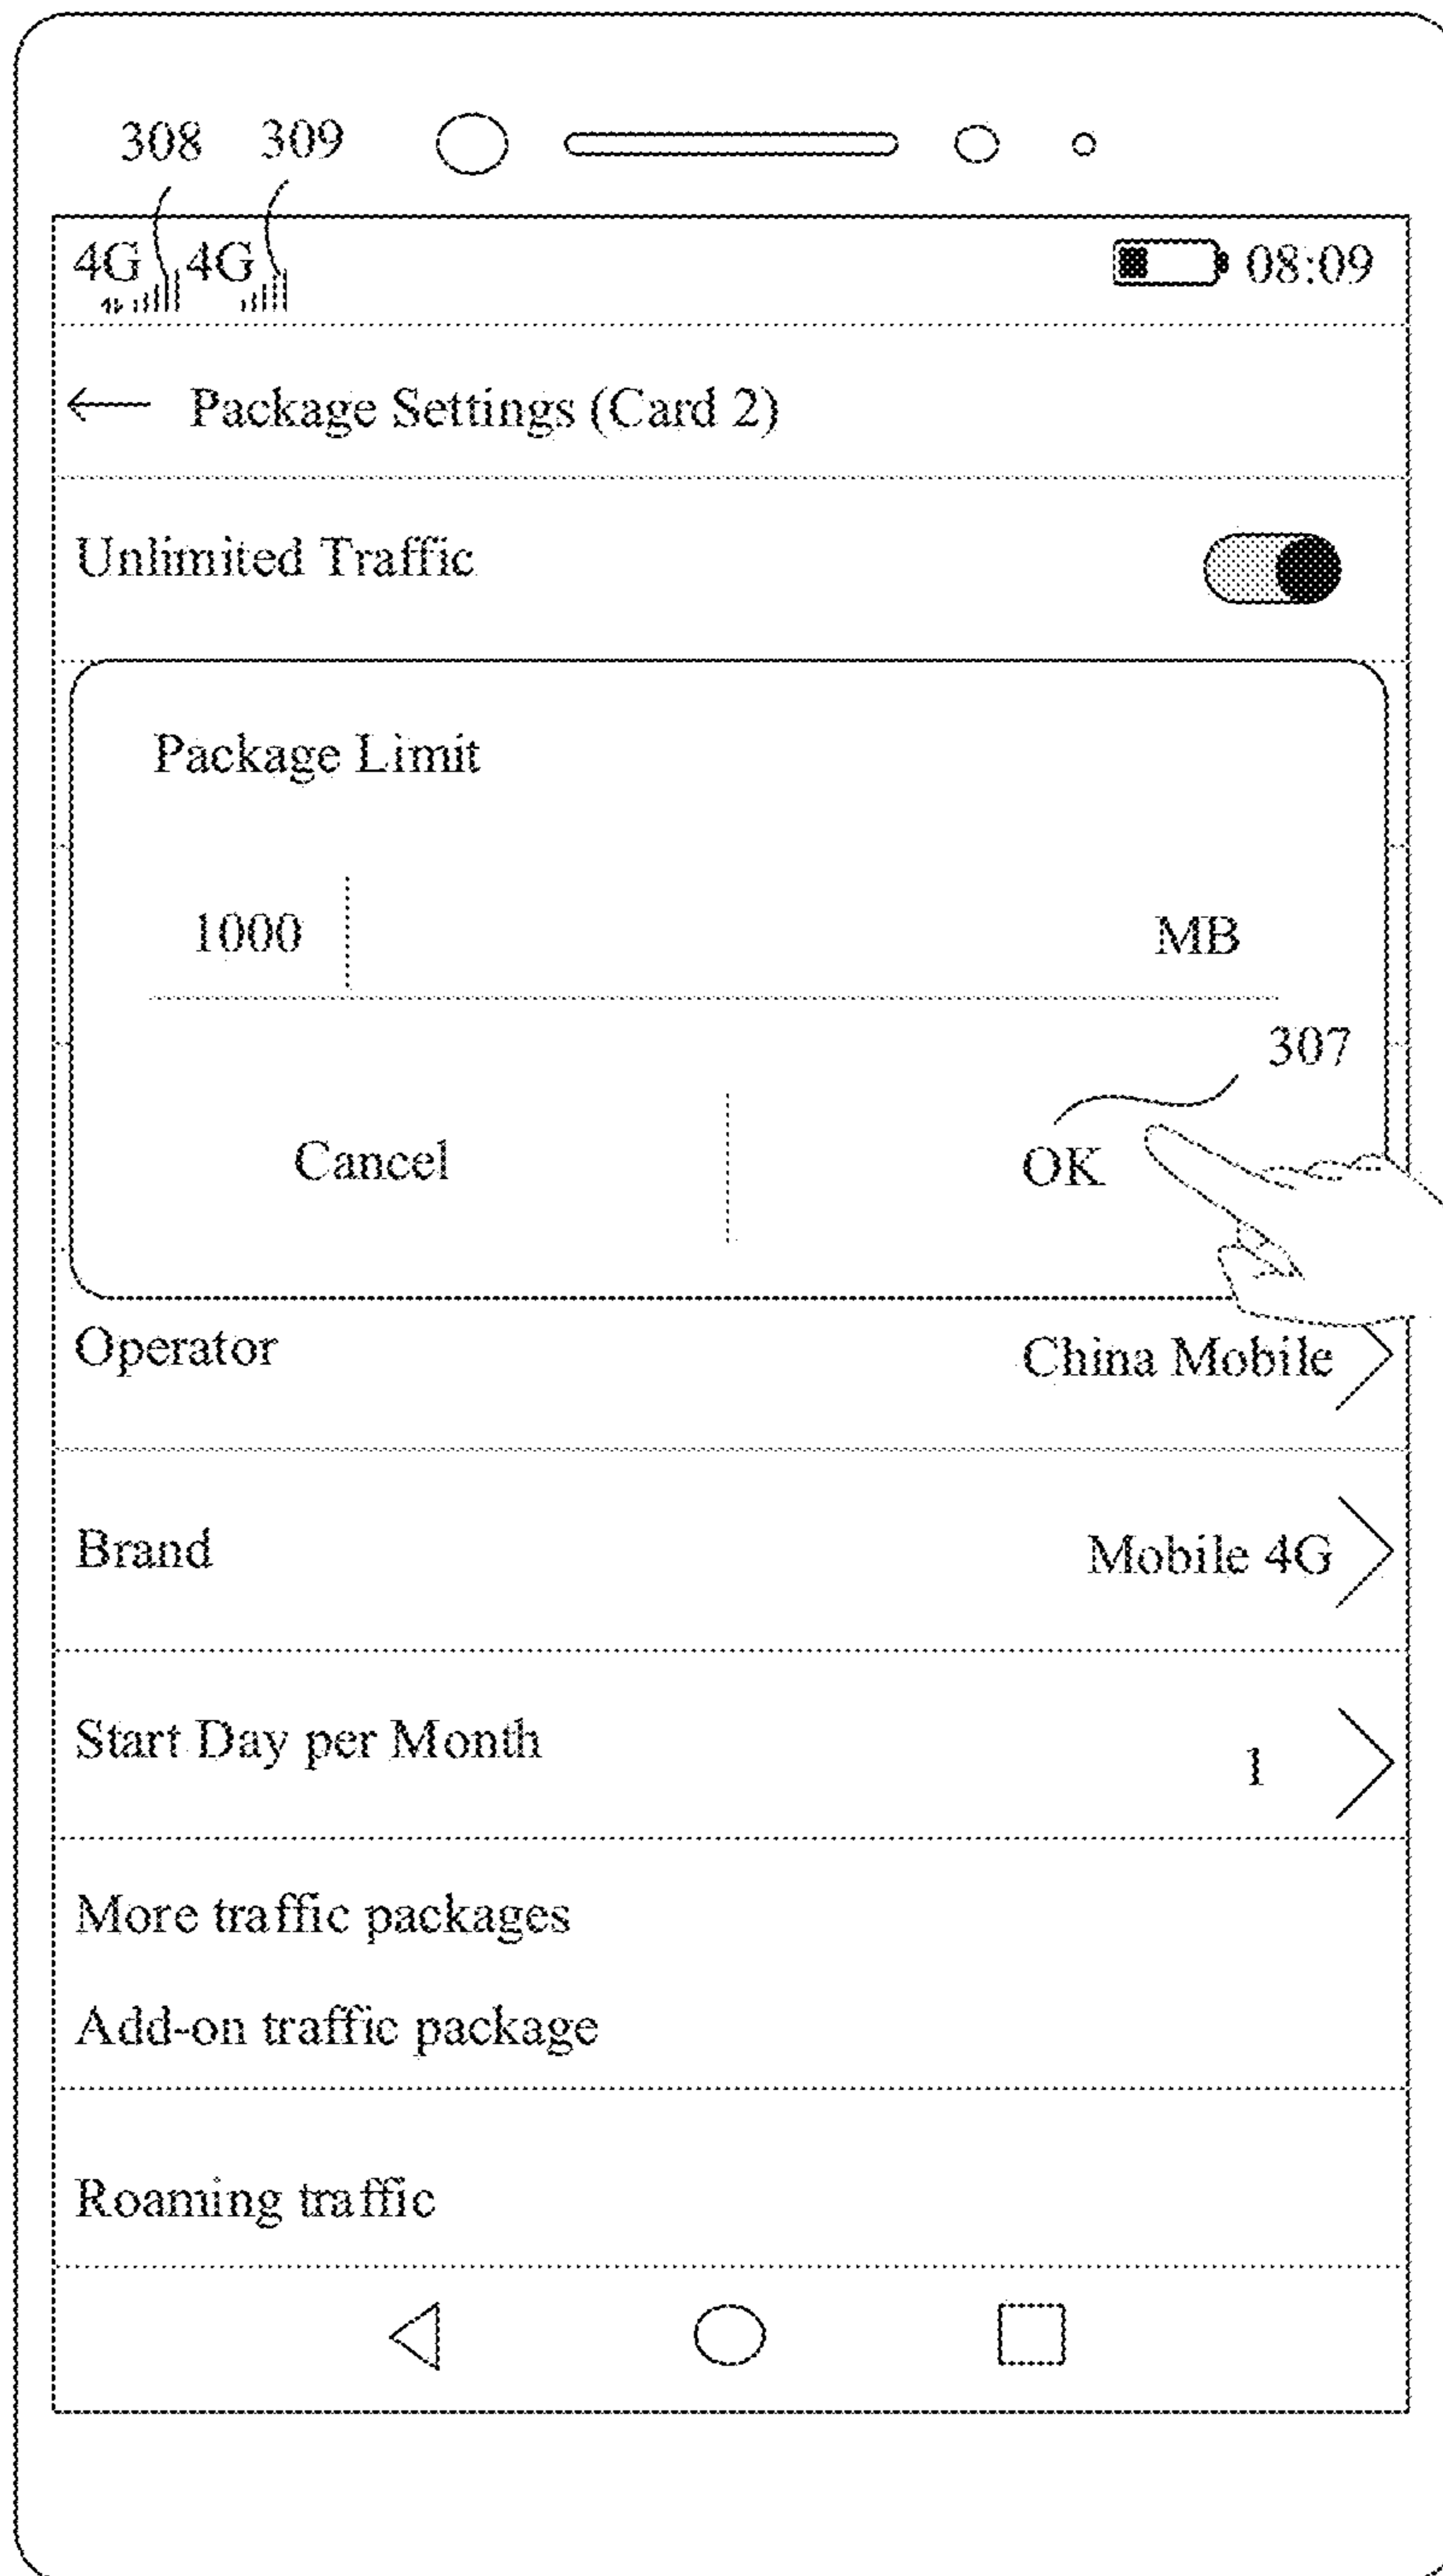 308 309
4G 4G 08:09
Package Settings (Card 2)
Unlimited Traffic
Package Limit
1000 MB
307
Cancel OK
Operator China Mobile
Brand Mobile 4G
Start Day per Month 1
More traffic packages
Add-on traffic package
Roaming traffic